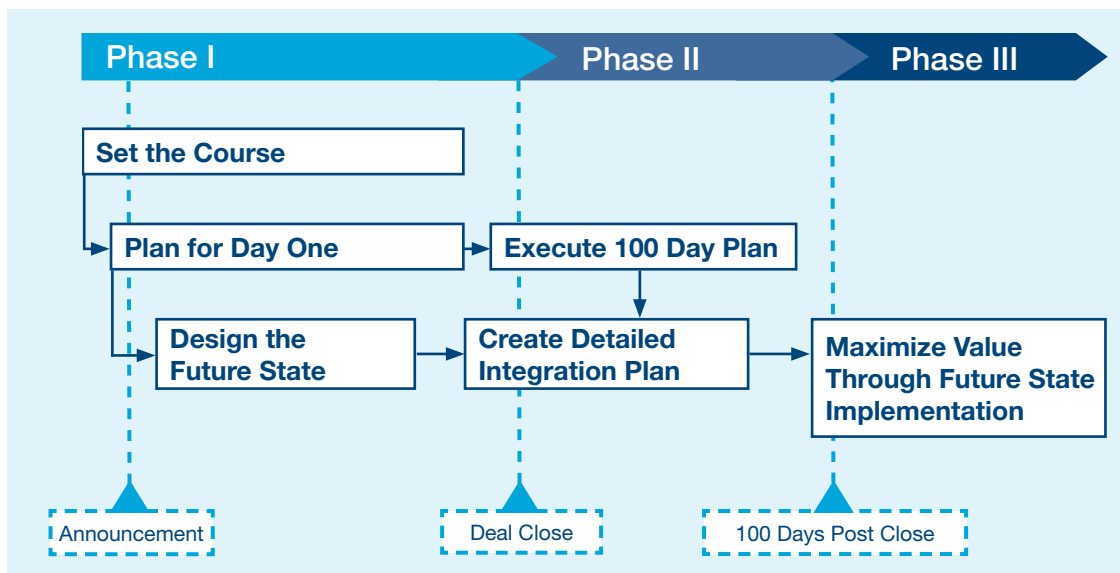 Phase I
Phase II
Phase III
Set the Course
Plan for Day One
Execute 100 Day Plan
Design the
Future State
Create Detailed
Integration Plan
Maximize Value
Through Future State
Implementation
Announcement
Deal Close
100 Days Post Close